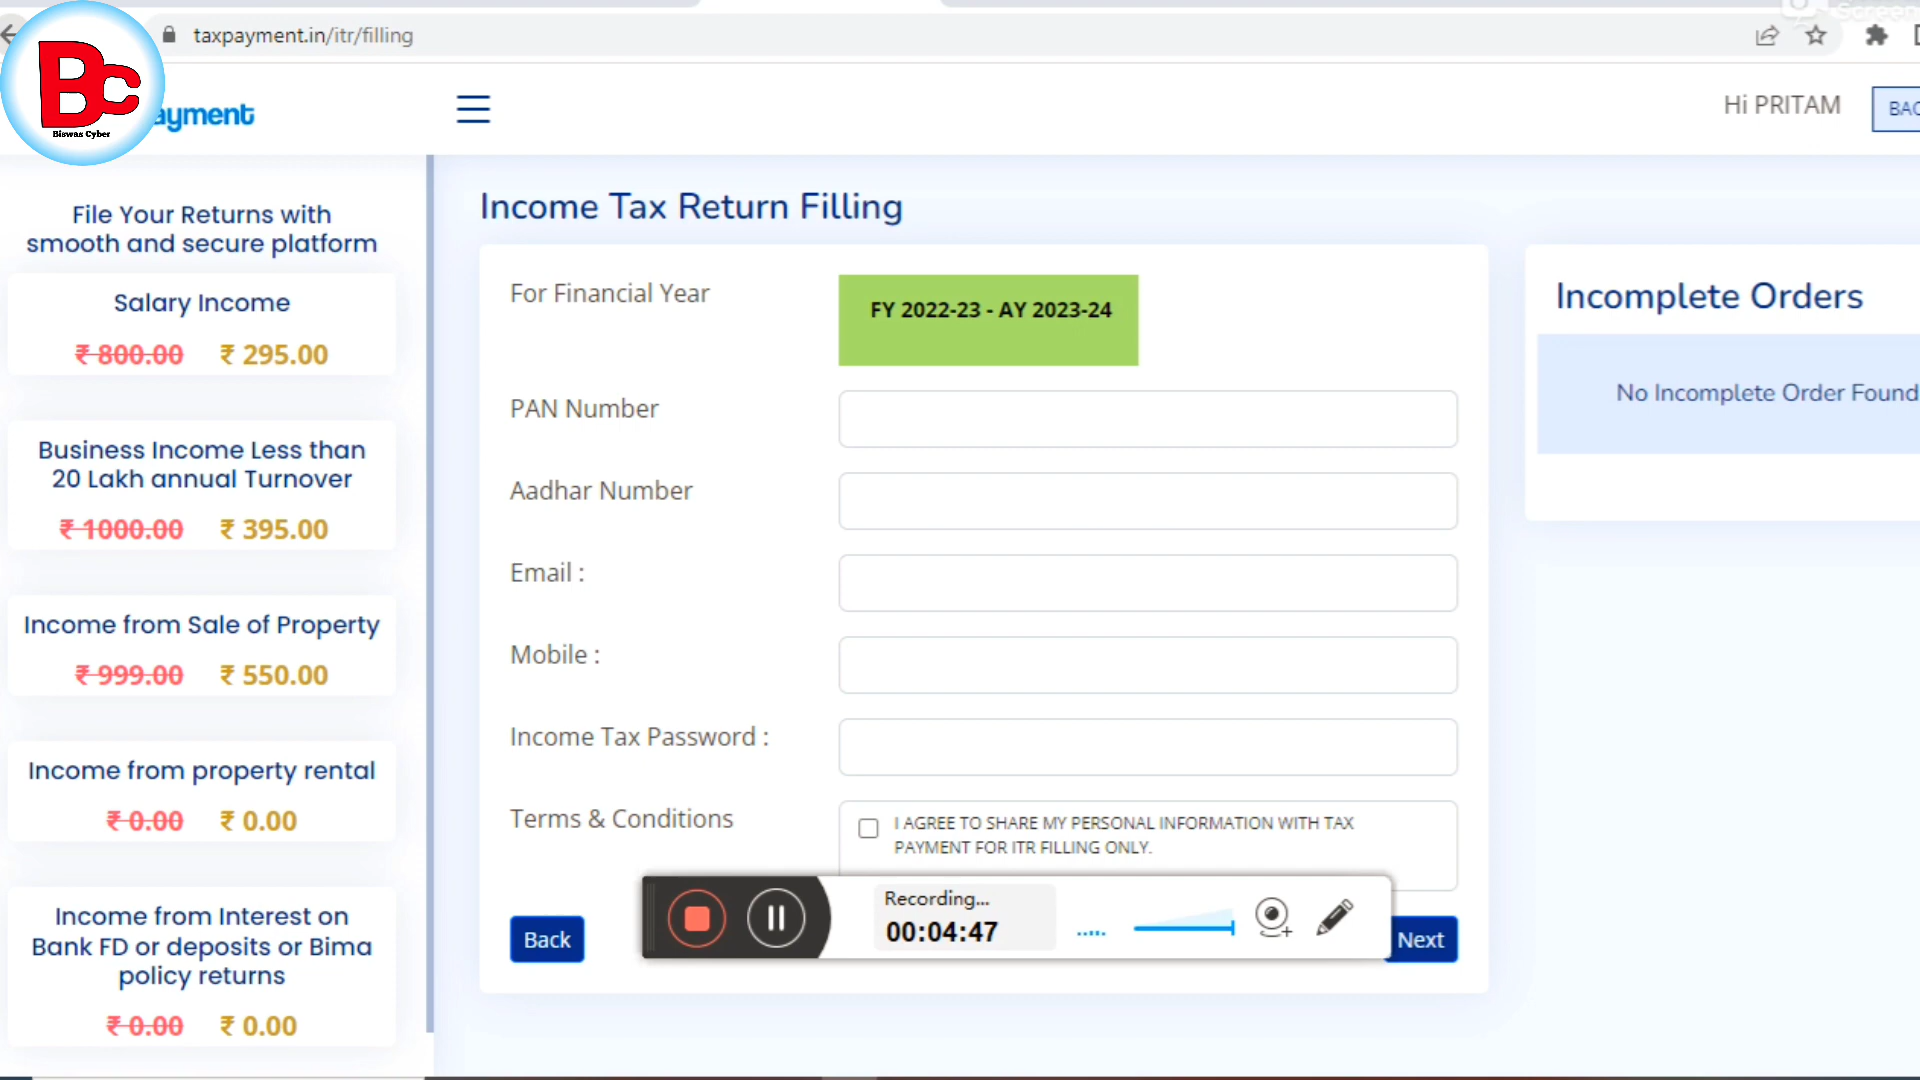 taxpayment.in/itr/filling
Screen
BC
Biswas Cyber
ayment
Hi PRITAM
File Your Returns with
smooth and secure platform
Salary Income
₹ 800.00 ₹ 295.00
Business Income Less than
20 Lakh annual Turnover
₹ 1000.00 ₹ 395.00
Income from Sale of Property
₹ 999.00 ₹ 550.00
Income from property rental
₹ 0.00 ₹ 0.00
Income from Interest on
Bank FD or deposits or Bima
policy returns
₹ 0.00 ₹ 0.00
Income Tax Return Filling
For Financial Year
FY 2022-23 - AY 2023-24
PAN Number
Aadhar Number
Email :
Mobile :
Income Tax Password :
Terms & Conditions
I AGREE TO SHARE MY PERSONAL INFORMATION WITH TAX
PAYMENT FOR ITR FILLING ONLY.
Back
Recording...
00:04:47
Next
Incomplete Orders
No Incomplete Order Found